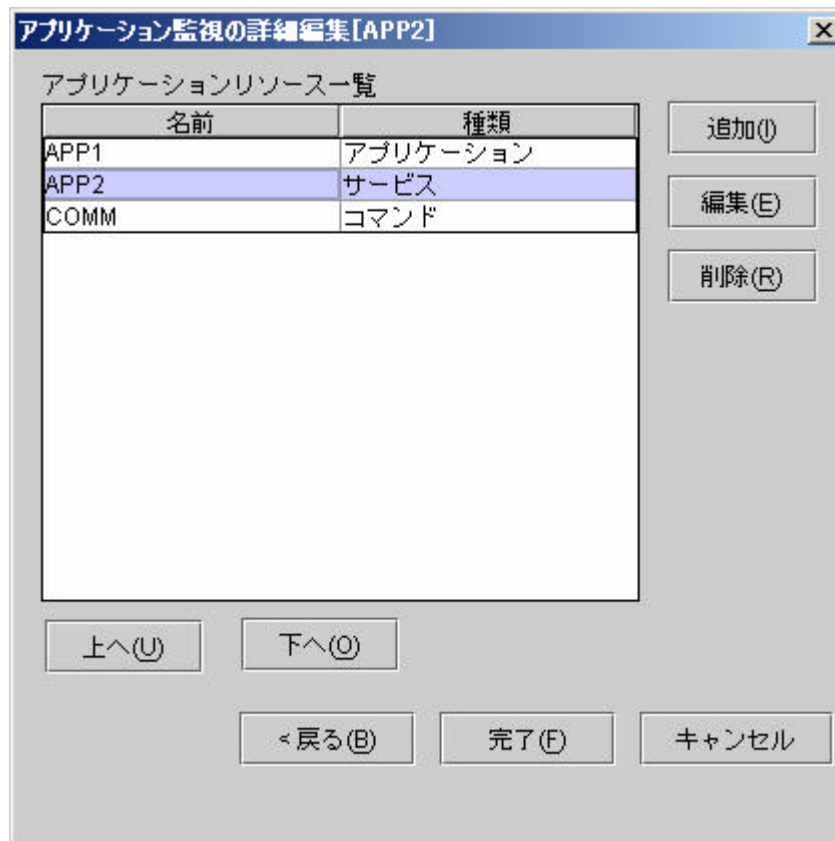 アプリケーション監視の詳細編集[APP2]
アプリケーションリソース一覧
名前 種類
APP1 アプリケーション
APP2 サービス
COMM コマンド
追加(I)
編集(E)
削除(R)
上へ(U) 下へ(O)
<戻る(B) 完了(F) キャンセル